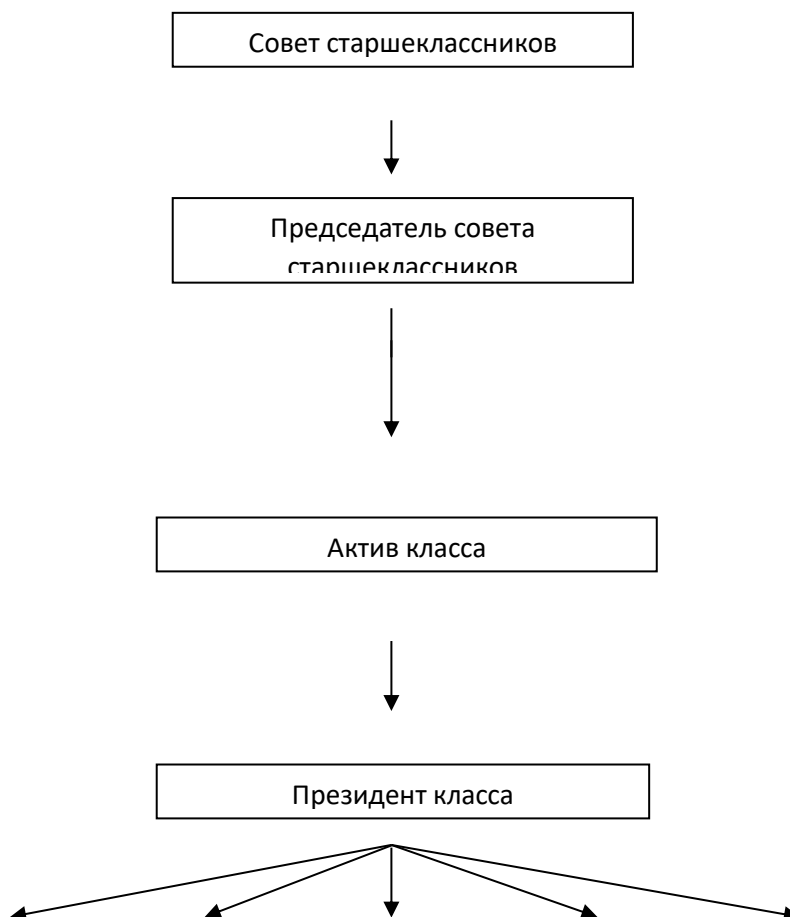 Совет старшеклассников
Председатель совета
старшеклассников
Актив класса
Президент класса